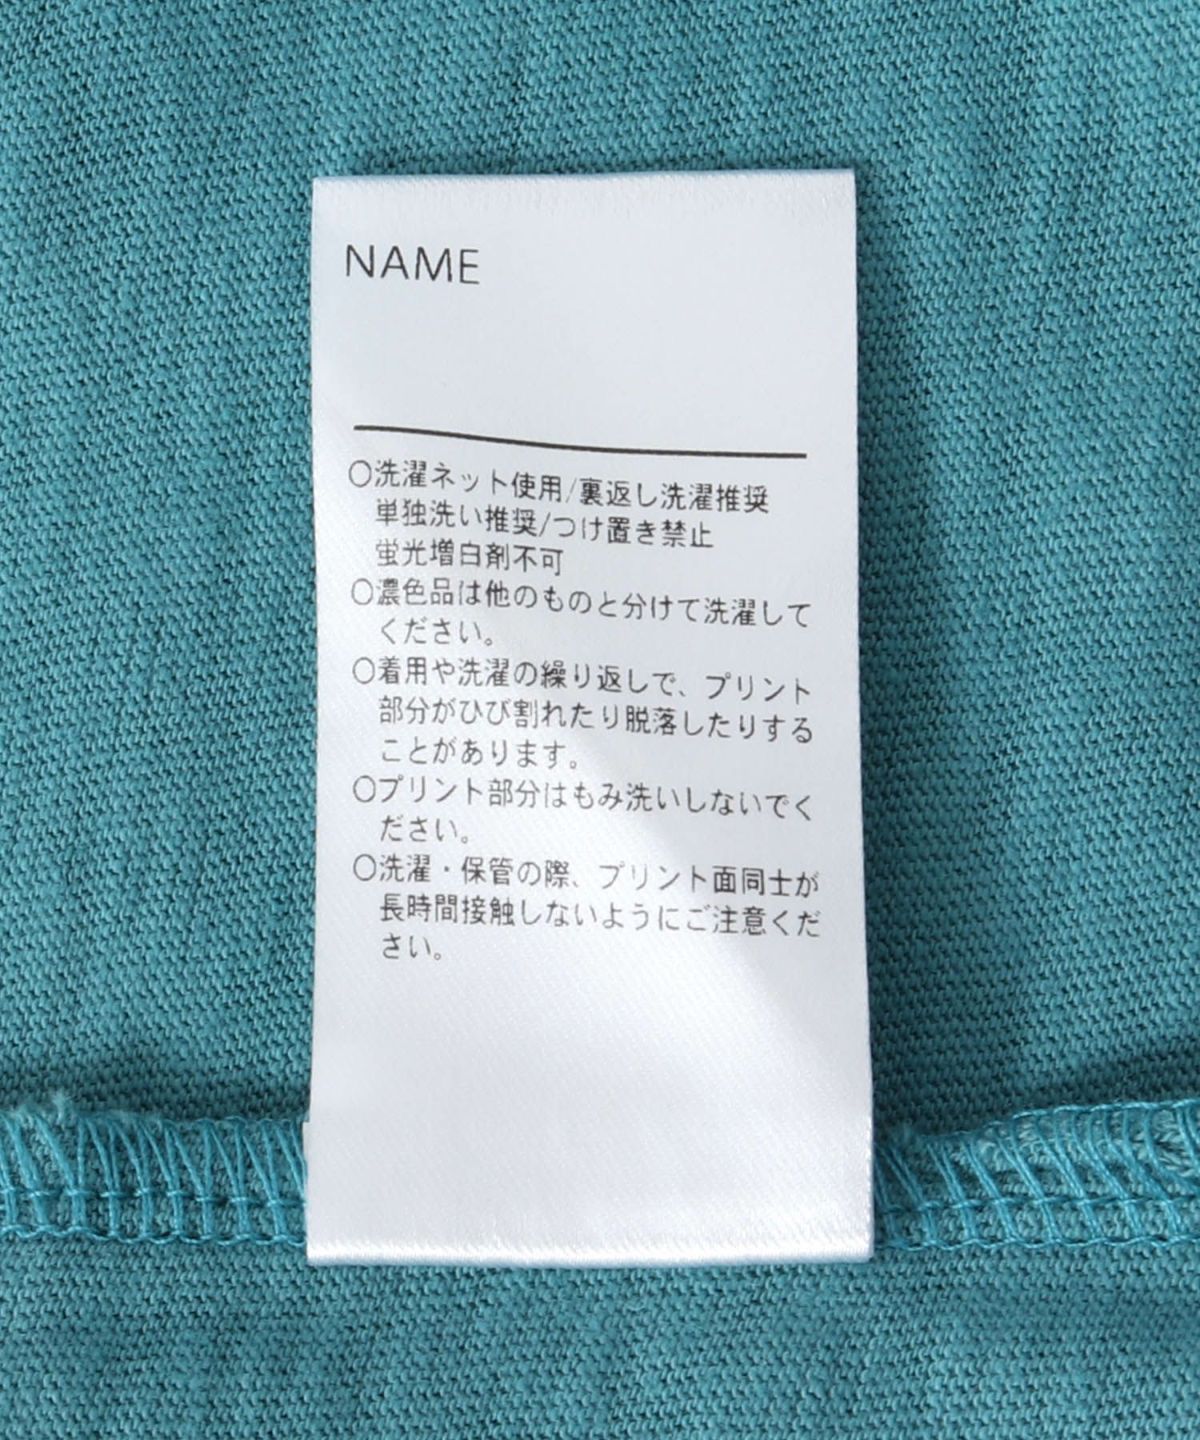 NAME
〇洗濯ネット使用/裏返し洗濯推奨
単独洗い推奨/つけ置き禁止
蛍光増白剤不可
〇濃色品は他のものと分けて洗濯して
ください。
〇着用や洗濯の繰り返しで、プリント
部分がひび割れたり脱落したりする
ことがあります。
〇プリント部分はもみ洗いしないでく
ださい。
〇洗濯・保管の際、プリント面同士が
長時間接触しないようにご注意くだ
さい。